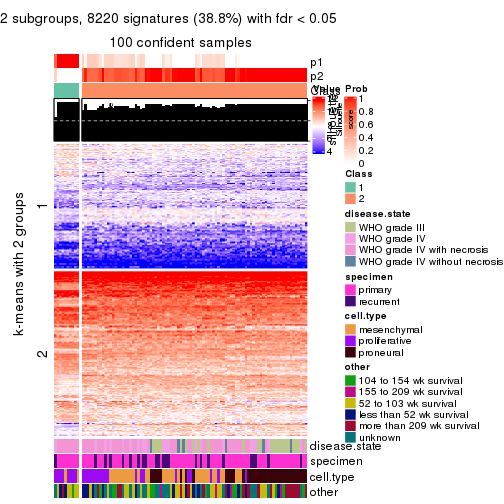 2 subgroups, 8220 signatures (38.8%) with fdr < 0.05
100 confident samples
p1
p2
Class
Value
Prob
1
0.8
0.6
0.4
0.2
0
4
Silhouette
score
Class
1
2
disease.state
WHO grade III
WHO grade IV
WHO grade IV with necrosis
WHO grade IV without necrosis
specimen
primary
recurrent
cell.type
mesenchymal
proliferative
proneural
other
104 to 154 wk survival
155 to 209 wk survival
52 to 103 wk survival
less than 52 wk survival
more than 209 wk survival
unknown
k-means with 2 groups
1
2
disease.state
specimen
cell.type
other